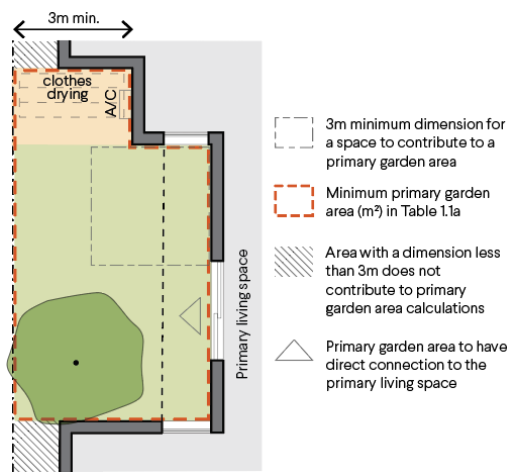 3m min.
clothes
drying
A/C
Primary living space
3m minimum dimension for
a space to contribute to a
primary garden area
Minimum primary garden
area (m²) in Table 1.1a
Area with a dimension less
than 3m does not
contribute to primary
garden area calculations
Primary garden area to have
direct connection to the
primary living space